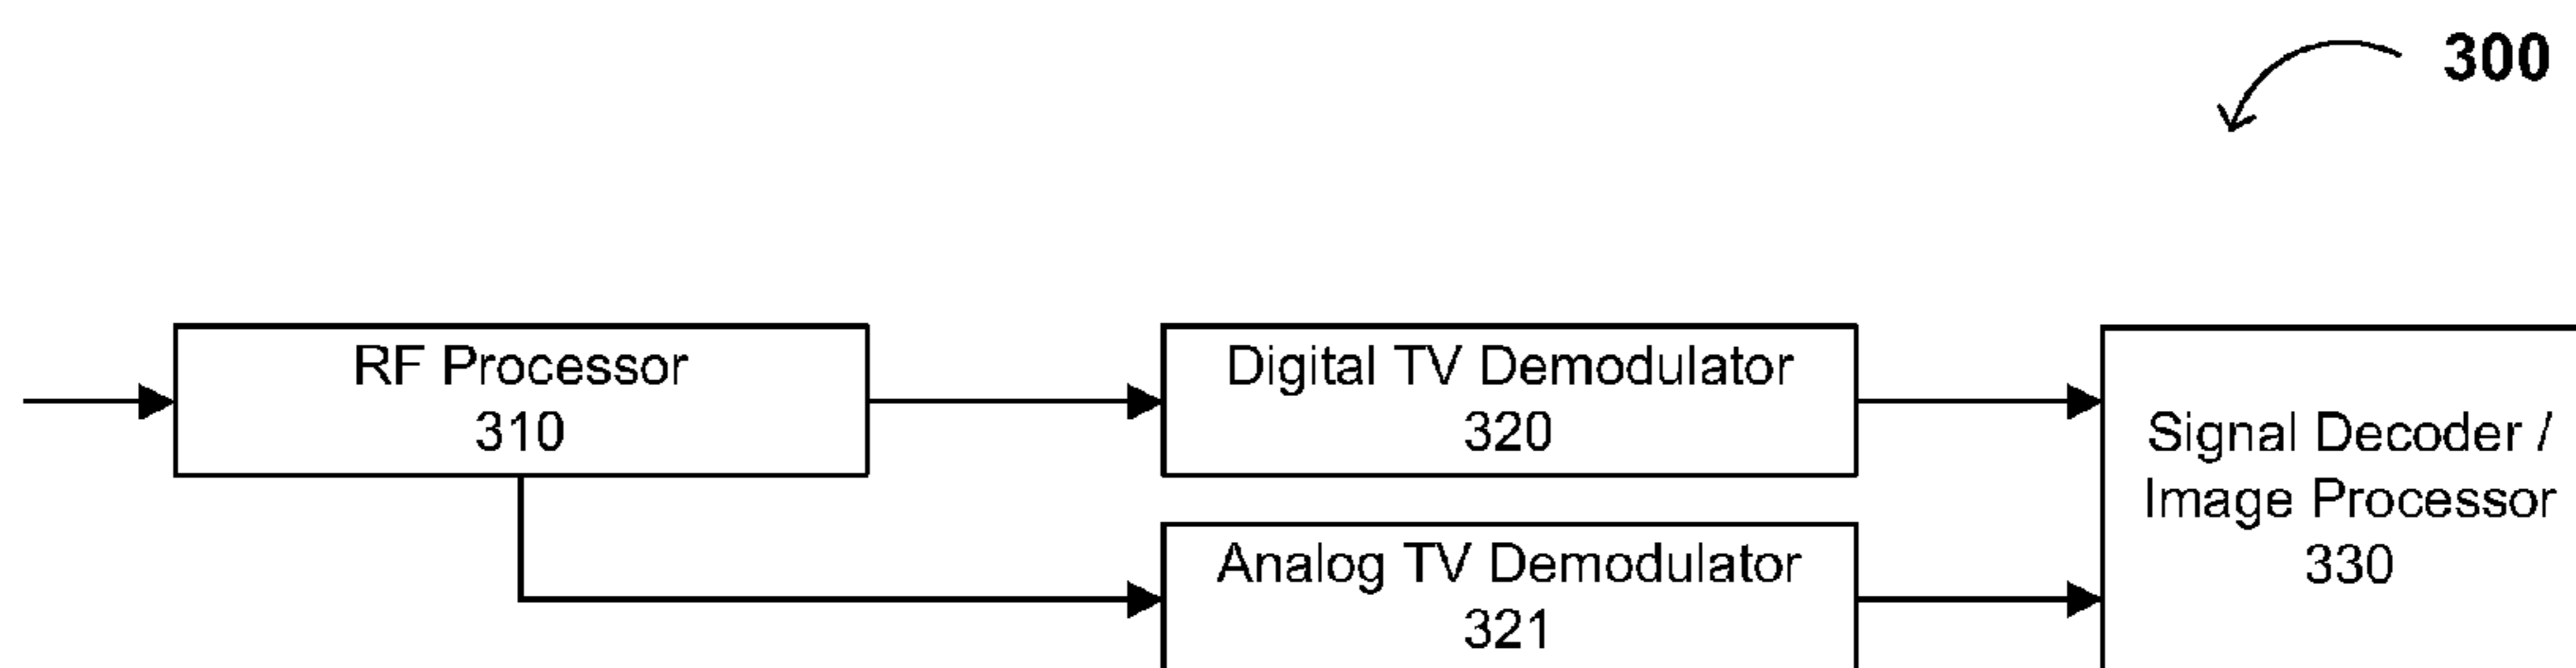 300
RF Processor
310
Digital TV Demodulator
320
Analog TV Demodulator
321
Signal Decoder /
Image Processor
330